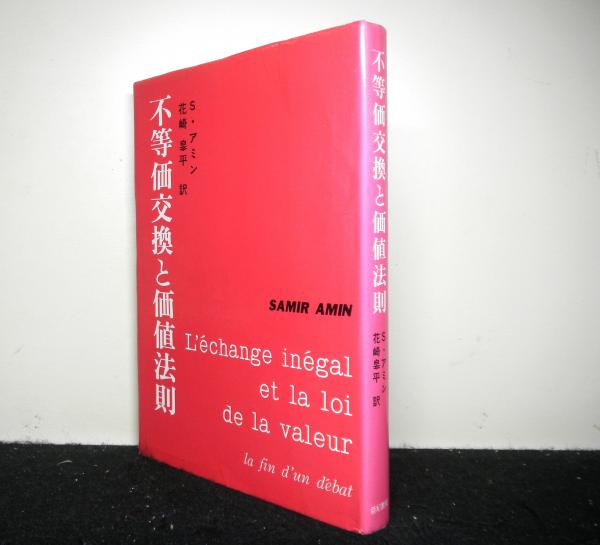 不等価交換と価値法則
S・アミン
花崎皋平 訳
SAMIR AMIN
L'échange inégal
et la loi
de la valeur
la fin d'un débat
不等価交換と価値法則
S・アミン
花崎皋平 訳